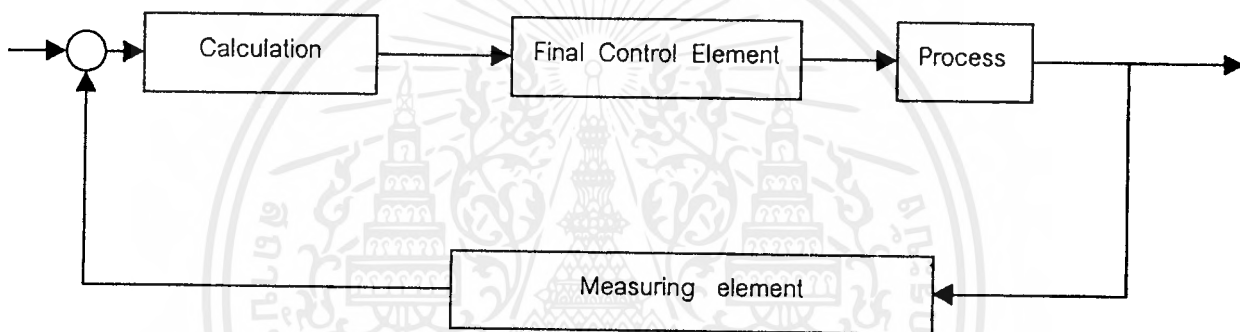 Calculation
Final Control Element
Process
Measuring element